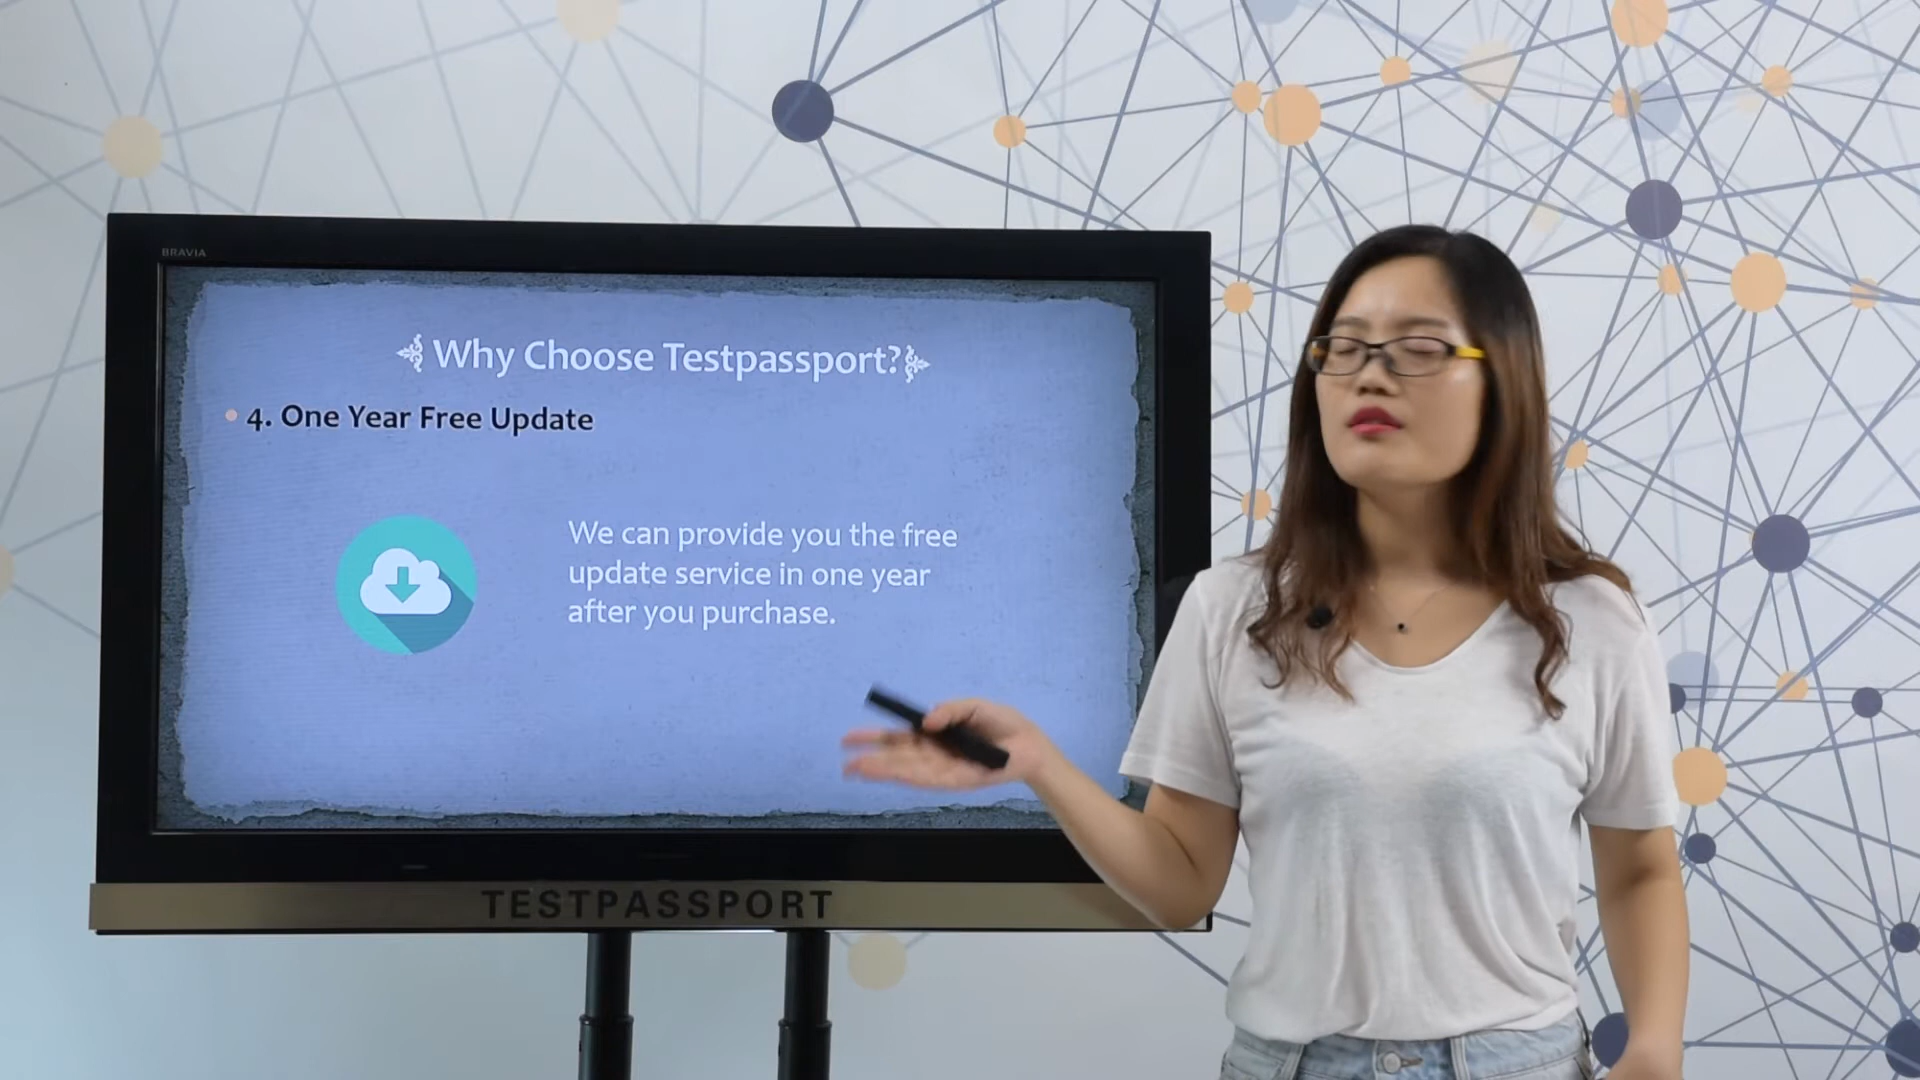 BRAVIA
Why Choose Testpassport?
4. One Year Free Update
We can provide you the free
update service in one year
after you purchase.
TESTPASSPORT